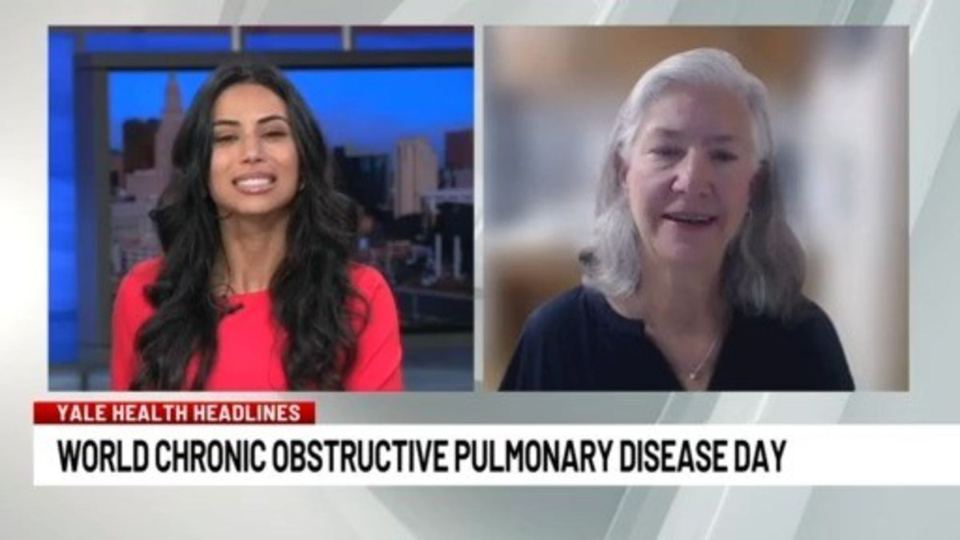 YALE HEALTH HEADLINES
WORLD CHRONIC OBSTRUCTIVE PULMONARY DISEASE DAY